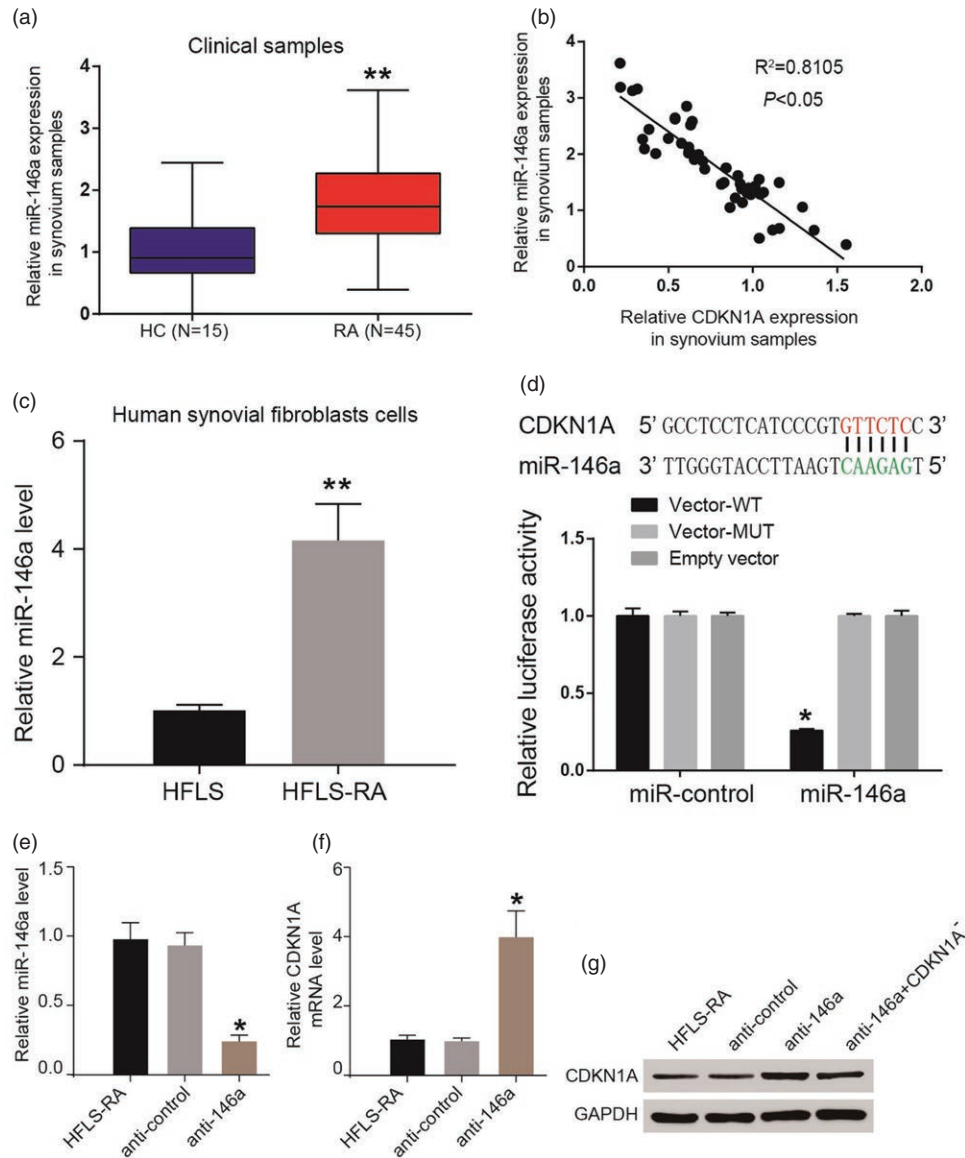 (a)
Clinical samples
Relative miR-146a expression
in synovium samples
4
3
2
1
0
**
HC (N=15)
RA (N=45)
(b)
Relative miR-146a expression
in synovium samples
4
3
2
1
0
R²=0.8105
P<0.05
0.0
0.5
1.0
1.5
2.0
Relative CDKN1A expression
in synovium samples
(c)
Human synovial fibroblasts cells
Relative miR-146a level
6
4
2
0
**
HFLS
HFLS-RA
(d)
CDKN1A 5' GCCTCCTCATCCCGTGTTCTCC 3'
miR-146a 3' TTGGGTACCTTAAGTCAAGAGT 5'
Vector-WT
Vector-MUT
Empty vector
Relative luciferase activity
1.0
0.5
0.0
*
miR-control
miR-146a
(e)
Relative miR-146a level
1.5
1.0
0.5
0.0
*
HFLS-RA
anti-control
anti-146a
(f)
Relative CDKN1A
mRNA level
6
4
2
0
*
HFLS-RA
anti-control
anti-146a
(g)
HFLS-RA
anti-control
anti-146a
anti-146a+CDKN1A⁻
CDKN1A
GAPDH